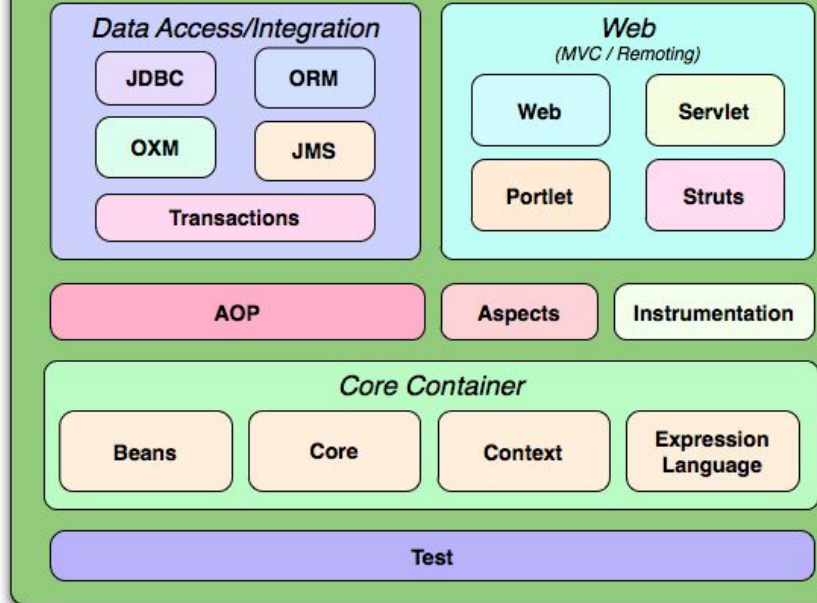 Data Access/Integration
JDBC
ORM
OXM
JMS
Transactions
Web
(MVC / Remoting)
Web
Servlet
Portlet
Struts
AOP
Aspects
Instrumentation
Core Container
Beans
Core
Context
Expression
Language
Test